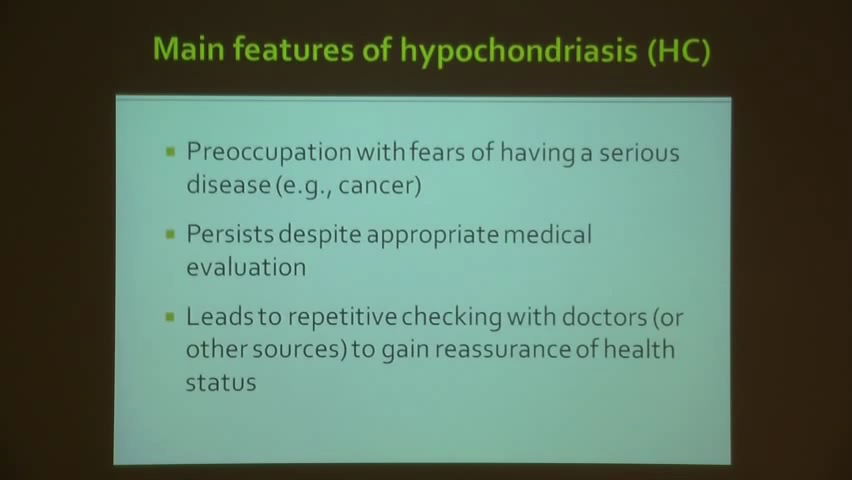 Main features of hypochondriasis (HC)
Preoccupation with fears of having a serious
disease (e.g., cancer)
Persists despite appropriate medical
evaluation
Leads to repetitive checking with doctors (or
other sources) to gain reassurance of health
status